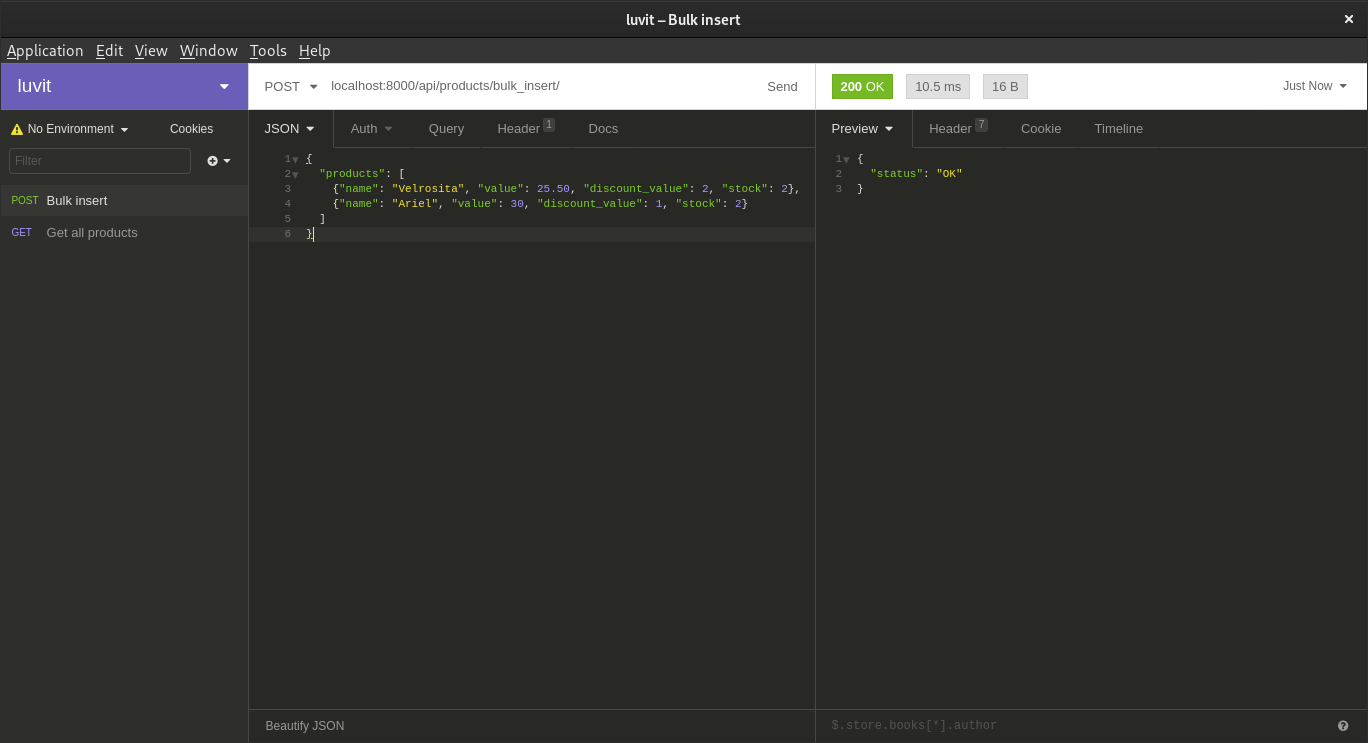 luvit – Bulk insert
Application Edit View Window Tools Help
luvit
POST localhost:8000/api/products/bulk_insert/ Send
200 OK 10.5 ms 16 B Just Now
No Environment Cookies
JSON Auth Query Header 1 Docs
Preview Header 7 Cookie Timeline
Filter
POST Bulk insert
GET Get all products
1 {
2 "products": [
3 {"name": "Velrosita", "value": 25.50, "discount_value": 2, "stock": 2},
4 {"name": "Ariel", "value": 30, "discount_value": 1, "stock": 2}
5 ]
6 }
1 {
2 "status": "OK"
3 }
Beautify JSON
$.store.books[*].author